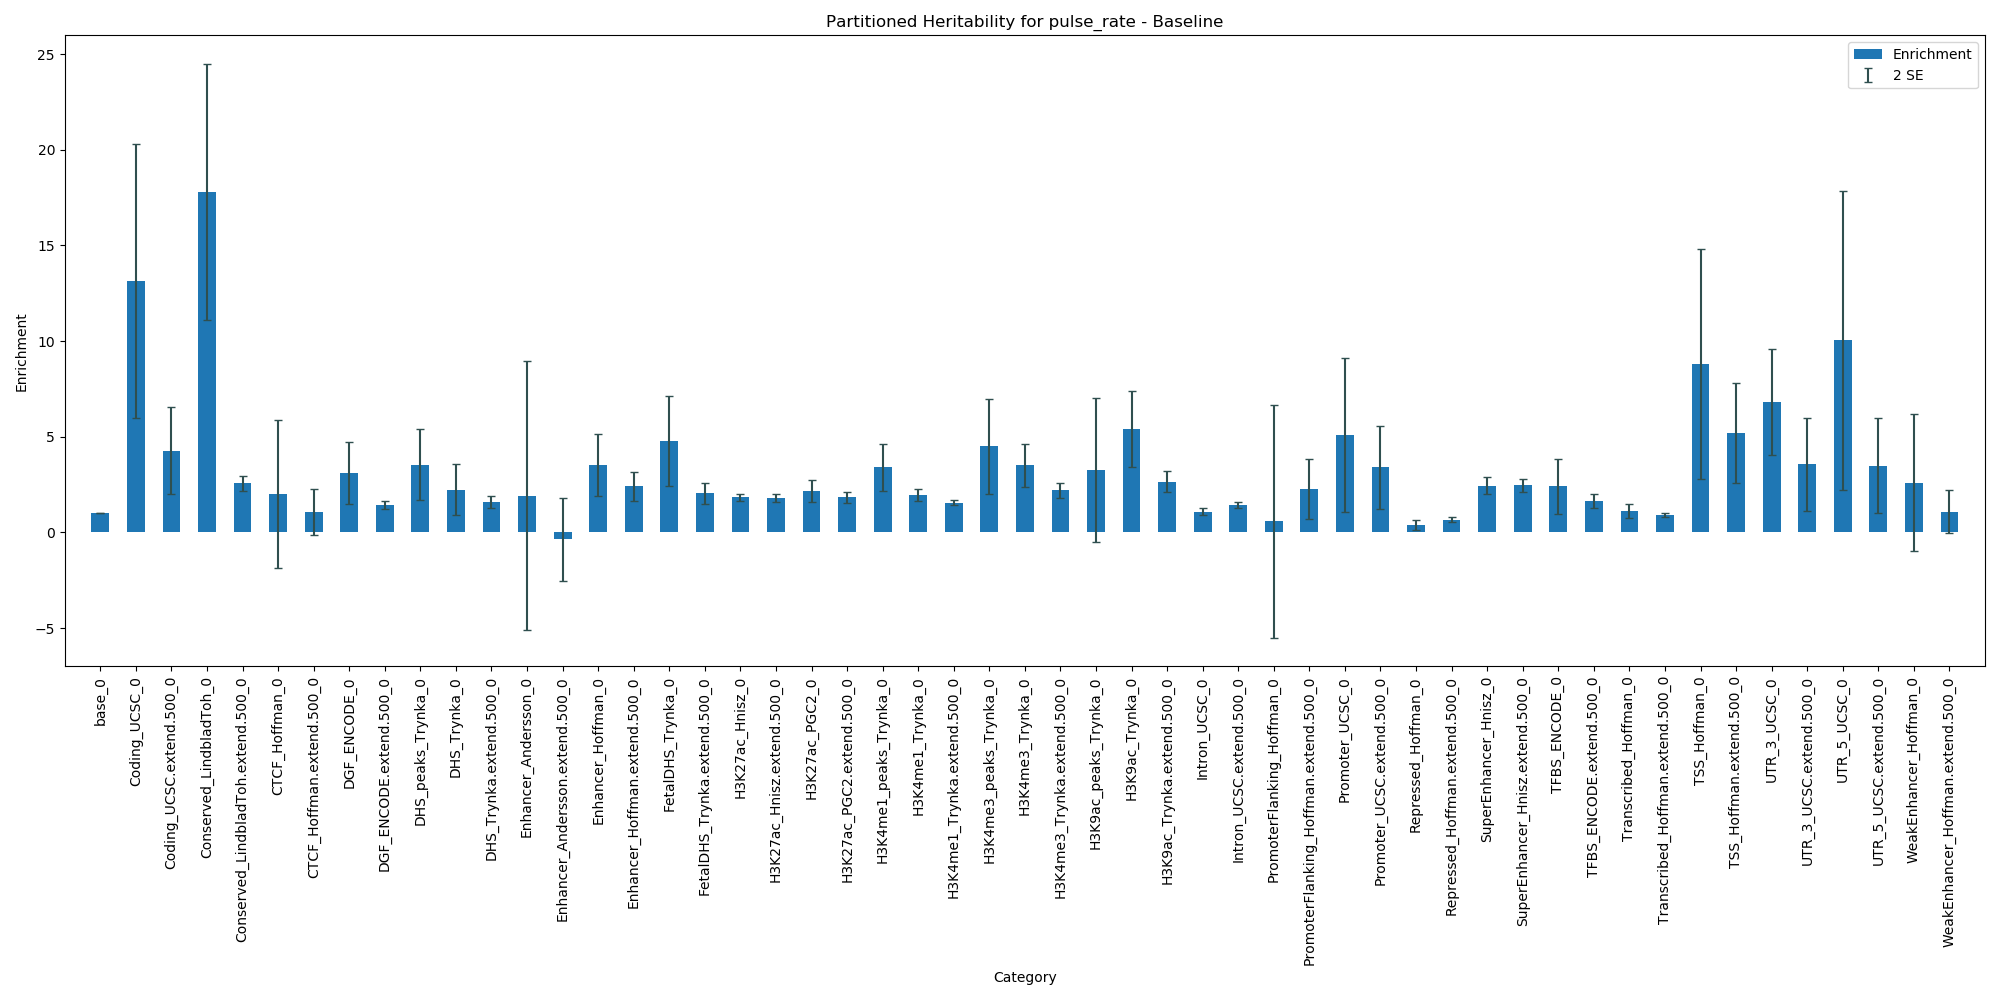 Partitioned Heritability for pulse_rate - Baseline
Enrichment
2 SE
25
20
15
10
5
0
−5
Enrichment
base_0
Coding_UCSC_0
Coding_UCSC.extend.500_0
Conserved_LindbladToh_0
Conserved_LindbladToh.extend.500_0
CTCF_Hoffman_0
CTCF_Hoffman.extend.500_0
DGF_ENCODE_0
DGF_ENCODE.extend.500_0
DHS_peaks_Trynka_0
DHS_Trynka_0
DHS_Trynka.extend.500_0
Enhancer_Andersson_0
Enhancer_Andersson.extend.500_0
Enhancer_Hoffman_0
Enhancer_Hoffman.extend.500_0
FetalDHS_Trynka_0
FetalDHS_Trynka.extend.500_0
H3K27ac_Hnisz_0
H3K27ac_Hnisz.extend.500_0
H3K27ac_PGC2_0
H3K27ac_PGC2.extend.500_0
H3K4me1_peaks_Trynka_0
H3K4me1_Trynka_0
H3K4me1_Trynka.extend.500_0
H3K4me3_peaks_Trynka_0
H3K4me3_Trynka_0
H3K4me3_Trynka.extend.500_0
H3K9ac_peaks_Trynka_0
H3K9ac_Trynka_0
H3K9ac_Trynka.extend.500_0
Intron_UCSC_0
Intron_UCSC.extend.500_0
PromoterFlanking_Hoffman_0
PromoterFlanking_Hoffman.extend.500_0
Promoter_UCSC_0
Promoter_UCSC.extend.500_0
Repressed_Hoffman_0
Repressed_Hoffman.extend.500_0
SuperEnhancer_Hnisz_0
SuperEnhancer_Hnisz.extend.500_0
TFBS_ENCODE_0
TFBS_ENCODE.extend.500_0
Transcribed_Hoffman_0
Transcribed_Hoffman.extend.500_0
TSS_Hoffman_0
TSS_Hoffman.extend.500_0
UTR_3_UCSC_0
UTR_3_UCSC.extend.500_0
UTR_5_UCSC_0
UTR_5_UCSC.extend.500_0
WeakEnhancer_Hoffman_0
WeakEnhancer_Hoffman.extend.500_0
Category